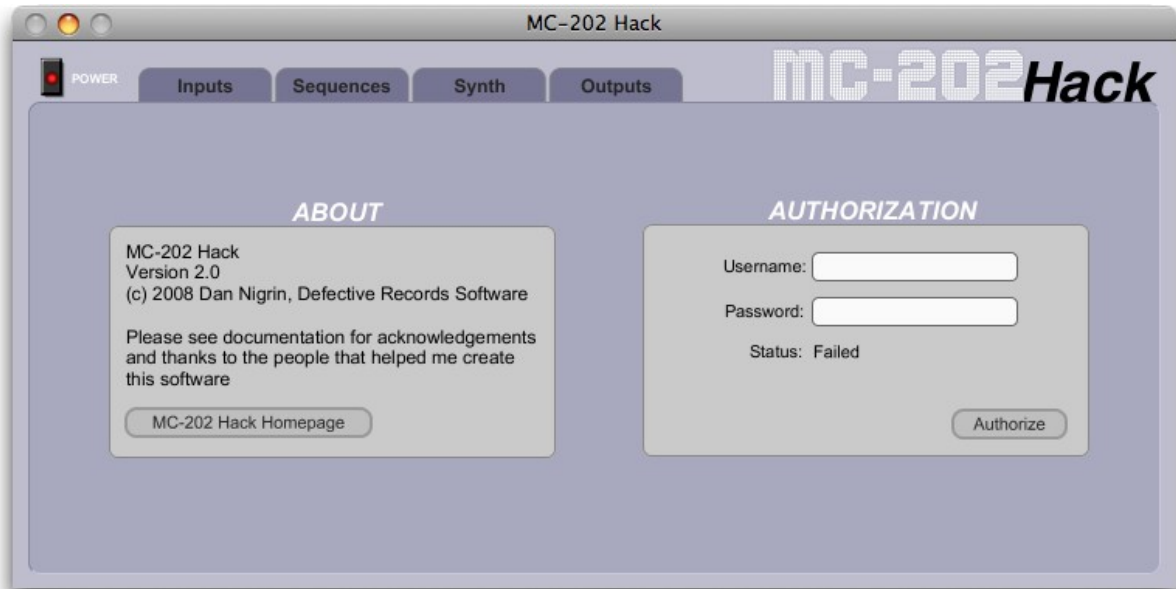 MC-202 Hack
POWER
Inputs
Sequences
Synth
Outputs
MC-202Hack
ABOUT
MC-202 Hack
Version 2.0
(c) 2008 Dan Nigrin, Defective Records Software
Please see documentation for acknowledgements
and thanks to the people that helped me create
this software
MC-202 Hack Homepage
AUTHORIZATION
Username:
Password:
Status: Failed
Authorize